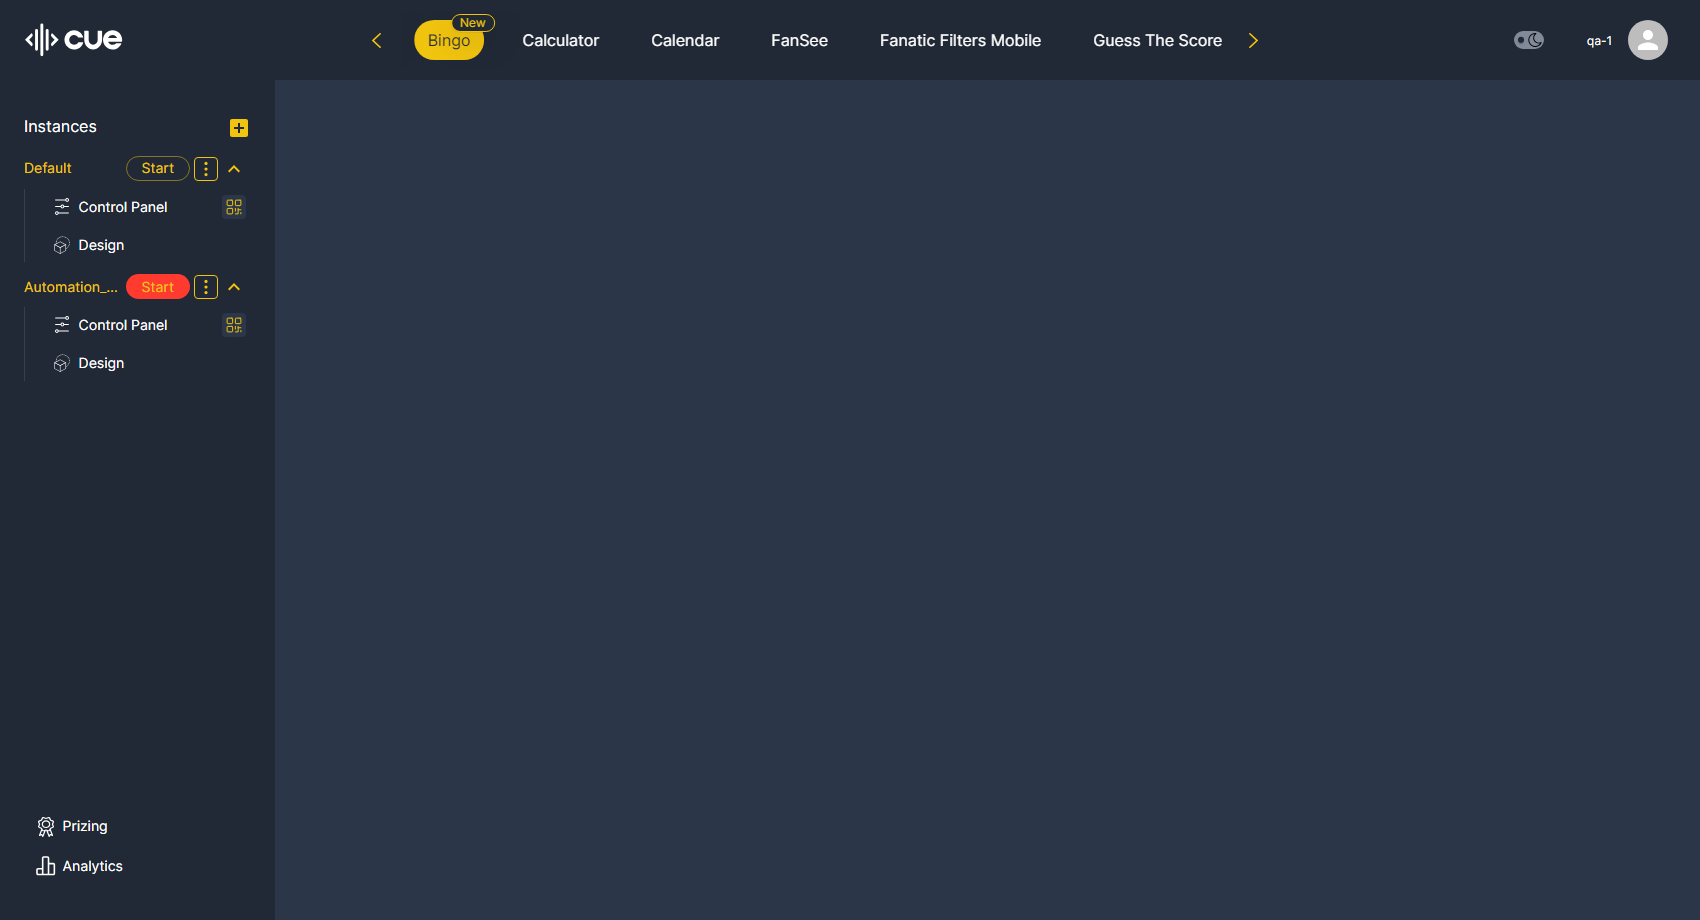 cue
Bingo
New
Calculator
Calendar
FanSee
Fanatic Filters Mobile
Guess The Score
qa-1
Instances
Default
Start
Control Panel
Design
Automation_...
Start
Control Panel
Design
Prizing
Analytics